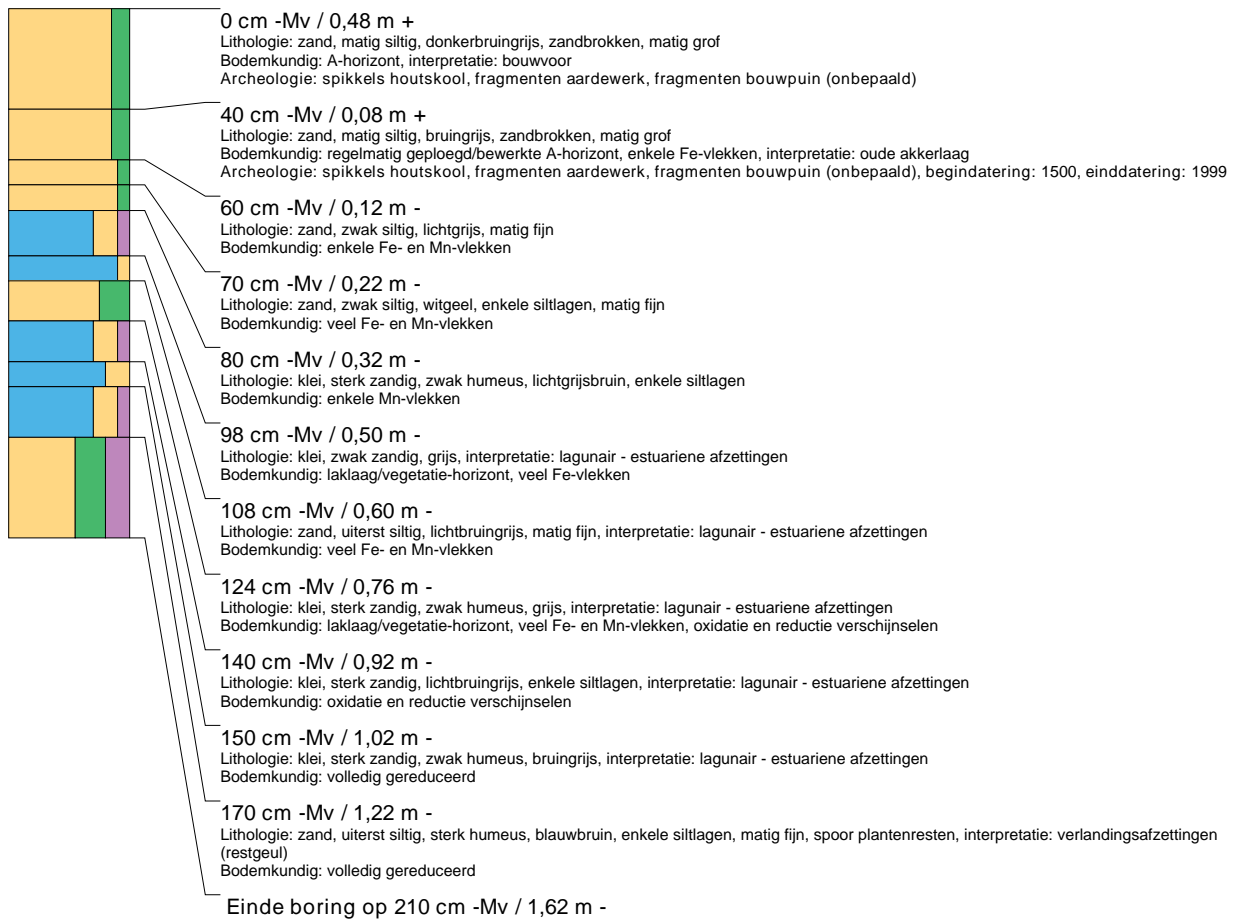 0 cm -Mv / 0,48 m +
Lithologie: zand, matig siltig, donkerbruingrijs, zandbrokken, matig grof
Bodemkundig: A-horizont, interpretatie: bouwvoor
Archeologie: spikkels houtskool, fragmenten aardewerk, fragmenten bouwpuin (onbepaald)
40 cm -Mv / 0,08 m +
Lithologie: zand, matig siltig, bruingrijs, zandbrokken, matig grof
Bodemkundig: regelmatig geploegd/bewerkte A-horizont, enkele Fe-vlekken, interpretatie: oude akkerlaag
Archeologie: spikkels houtskool, fragmenten aardewerk, fragmenten bouwpuin (onbepaald), begindatering: 1500, einddatering: 1999
60 cm -Mv / 0,12 m -
Lithologie: zand, zwak siltig, lichtgrijs, matig fijn
Bodemkundig: enkele Fe- en Mn-vlekken
70 cm -Mv / 0,22 m -
Lithologie: zand, zwak siltig, witgeel, enkele siltlagen, matig fijn
Bodemkundig: veel Fe- en Mn-vlekken
80 cm -Mv / 0,32 m -
Lithologie: klei, sterk zandig, zwak humeus, lichtgrijsbruin, enkele siltlagen
Bodemkundig: enkele Mn-vlekken
98 cm -Mv / 0,50 m -
Lithologie: klei, zwak zandig, grijs, interpretatie: lagunair - estuariene afzettingen
Bodemkundig: laklaag/vegetatie-horizont, veel Fe-vlekken
108 cm -Mv / 0,60 m -
Lithologie: zand, uiterst siltig, lichtbruingrijs, matig fijn, interpretatie: lagunair - estuariene afzettingen
Bodemkundig: veel Fe- en Mn-vlekken
124 cm -Mv / 0,76 m -
Lithologie: klei, sterk zandig, zwak humeus, grijs, interpretatie: lagunair - estuariene afzettingen
Bodemkundig: laklaag/vegetatie-horizont, veel Fe- en Mn-vlekken, oxidatie en reductie verschijnselen
140 cm -Mv / 0,92 m -
Lithologie: klei, sterk zandig, lichtbruingrijs, enkele siltlagen, interpretatie: lagunair - estuariene afzettingen
Bodemkundig: oxidatie en reductie verschijnselen
150 cm -Mv / 1,02 m -
Lithologie: klei, sterk zandig, zwak humeus, bruingrijs, interpretatie: lagunair - estuariene afzettingen
Bodemkundig: volledig gereduceerd
170 cm -Mv / 1,22 m -
Lithologie: zand, uiterst siltig, sterk humeus, blauwbruin, enkele siltlagen, matig fijn, spoor plantenresten, interpretatie: verlandingsafzettingen
(restgeul)
Bodemkundig: volledig gereduceerd
Einde boring op 210 cm -Mv / 1,62 m -